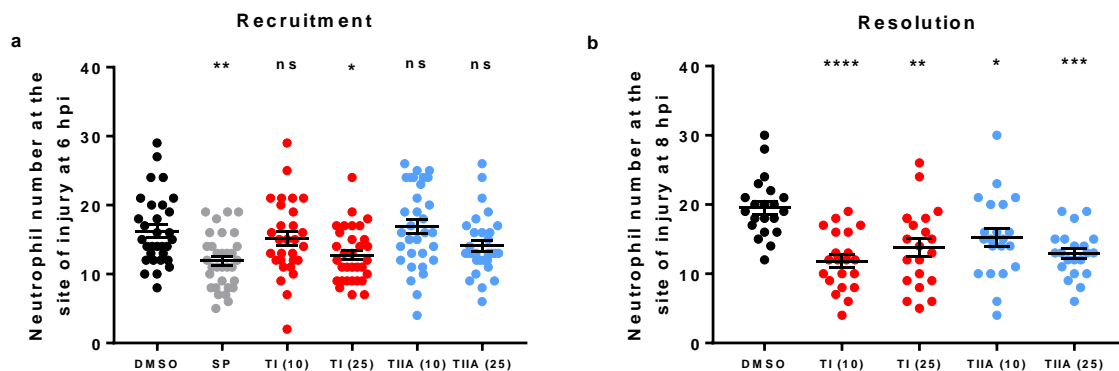 Recruitment
a
Neutrophil number at the
site of injury at 6 hpi
40
30
20
10
0
** ns * ns ns
DMSO SP TI (10) TI (25) TIIA (10) TIIA (25)
Resolution
b
Neutrophil number at the
site of injury at 8 hpi
40
30
20
10
0
**** ** * ***
DMSO TI (10) TI (25) TIIA (10) TIIA (25)